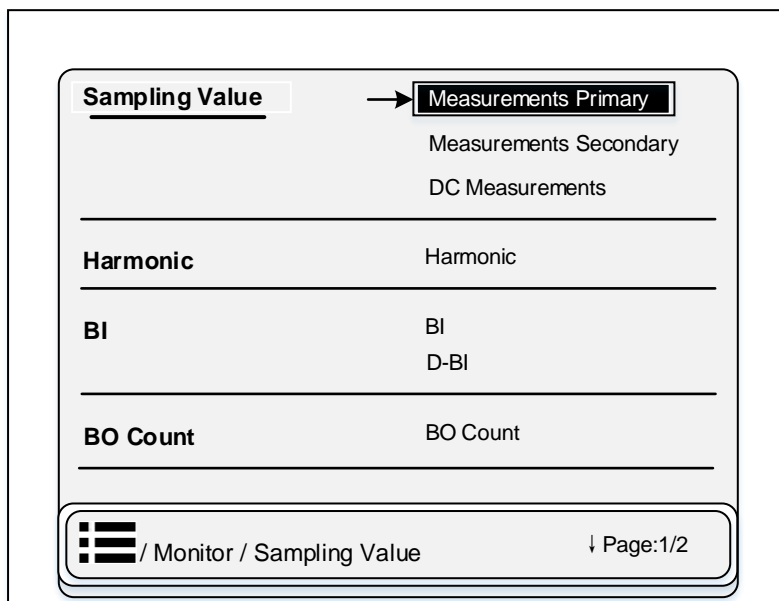 Sampling Value
Measurements Primary
Measurements Secondary
DC Measurements
Harmonic
Harmonic
BI
BI
D-BI
BO Count
BO Count
/ Monitor / Sampling Value
↓ Page:1/2